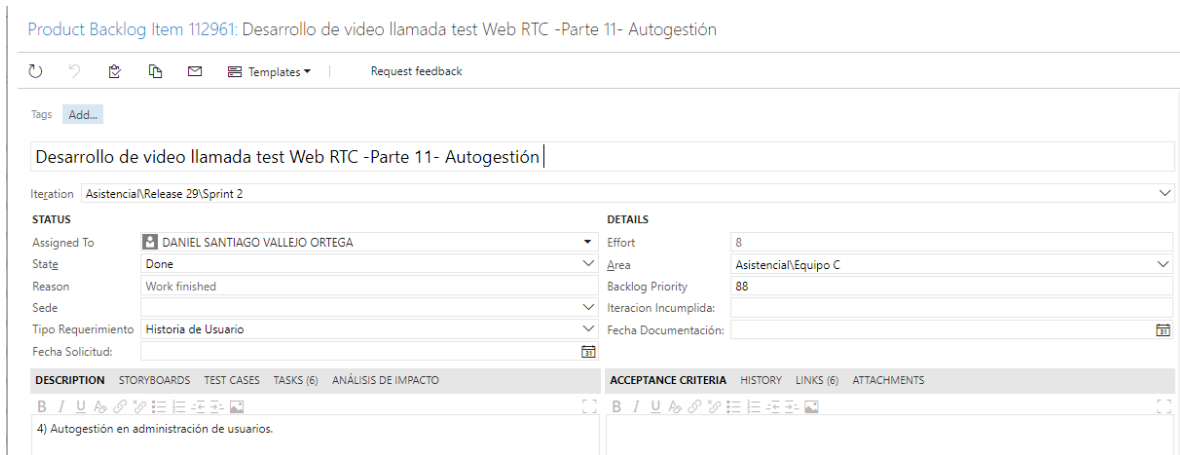 Product Backlog Item 112961: Desarrollo de video llamada test Web RTC -Parte 11- Autogestión
Templates
Request feedback
Tags Add...
Desarrollo de video llamada test Web RTC -Parte 11- Autogestión
Iteration Asistencial\Release 29\Sprint 2
STATUS
Assigned To DANIEL SANTIAGO VALLEJO ORTEGA
State Done
Reason Work finished
Sede
Tipo Requerimiento Historia de Usuario
Fecha Solicitud: 31
DETAILS
Effort 8
Area Asistencial\Equipo C
Backlog Priority 88
Iteracion Incumplida:
Fecha Documentación: 31
DESCRIPTION STORYBOARDS TEST CASES TASKS (6) ANÁLISIS DE IMPACTO
B I U
4) Autogestión en administración de usuarios.
ACCEPTANCE CRITERIA HISTORY LINKS (6) ATTACHMENTS
B I U